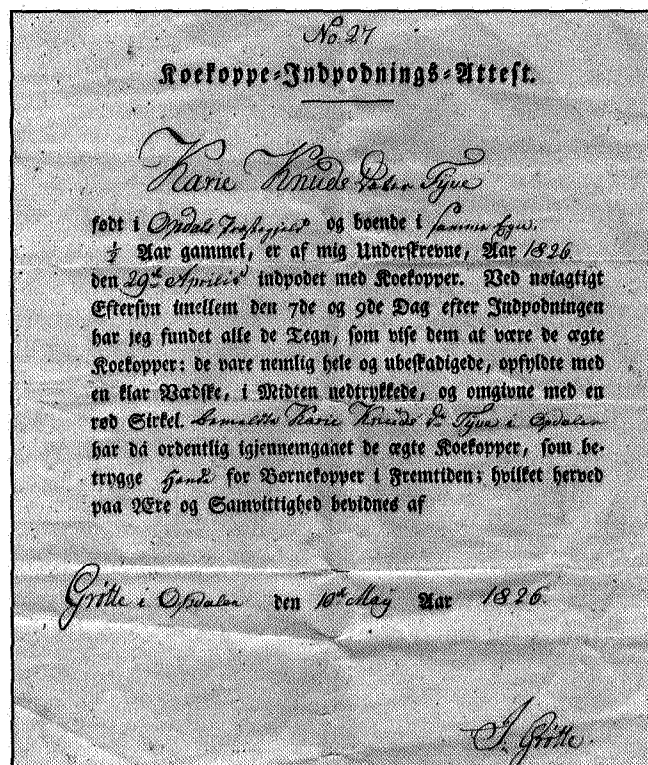 No. 27
Koekoppe-Indpodnings-Attest.
Karie Knuds Datter Tyve
født i Opdals Præstegield og boende i samme Egn.
½ Aar gammel, er af mig Underskrevne, Aar 1826
den 29de Aprilis indpodet med Koekopper. Ved nøiagtigt
Eftersyn imellem den 7de og 9de Dag efter Indpodningen
har jeg fundet alle de Tegn, som vise dem at være de ægte
Koekopper: de vare nemlig hele og ubeskadigede, opfyldte med
en klar Vædske, i Midten nedtrykkede, og omgivne med en
rød Sirkel. bemeldte Karie Knuds dr Tyve i Opdalen
har da ordentlig igjennemgaaet de ægte Koekopper, som be-
trygge hende for Børnekopper i Fremtiden; hvilket herved
paa Ære og Samvittighed bevidnes af
Grøtte i Opdalen den 10de May Aar 1826
J. Grøtte.